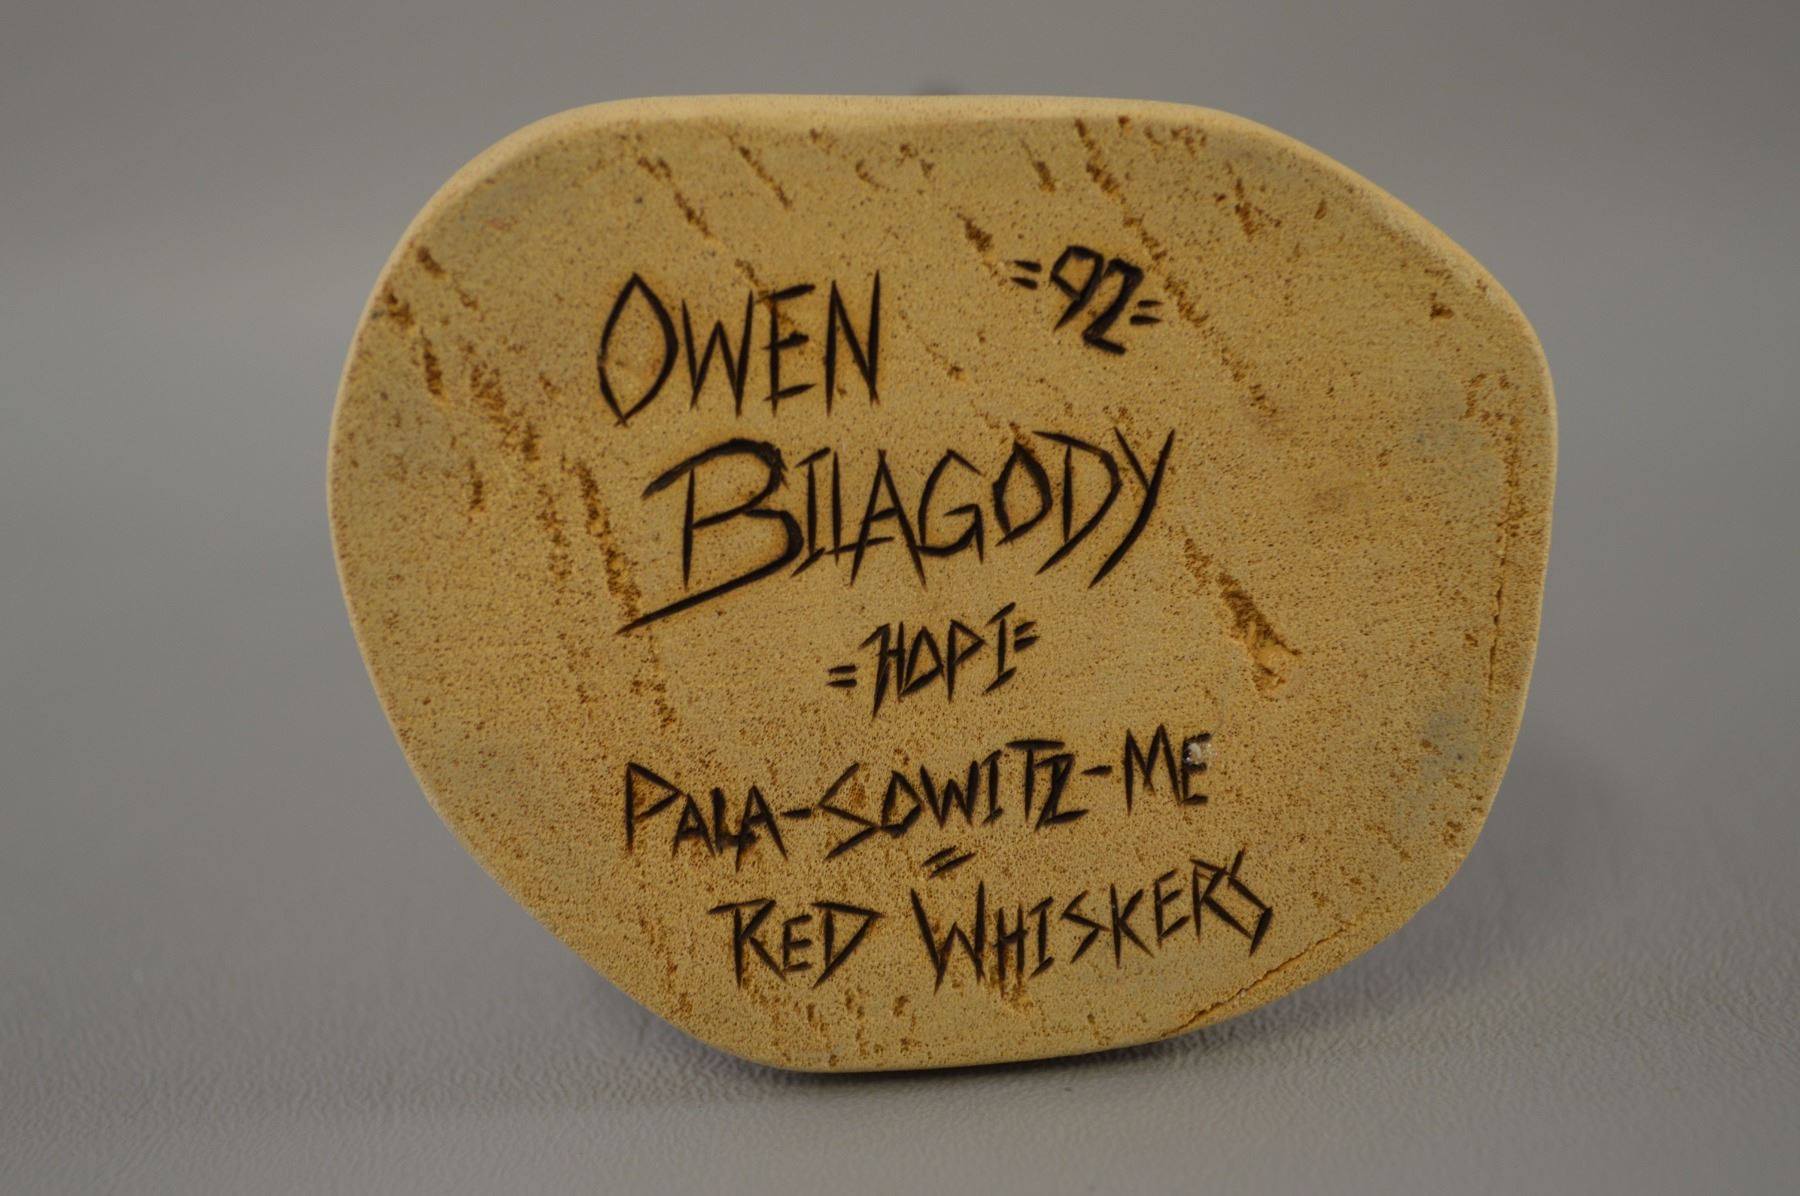 =92=
OWEN
BILAGODY
=HOPI=
PALA-SOWITZ-ME
=
RED WHISKERS